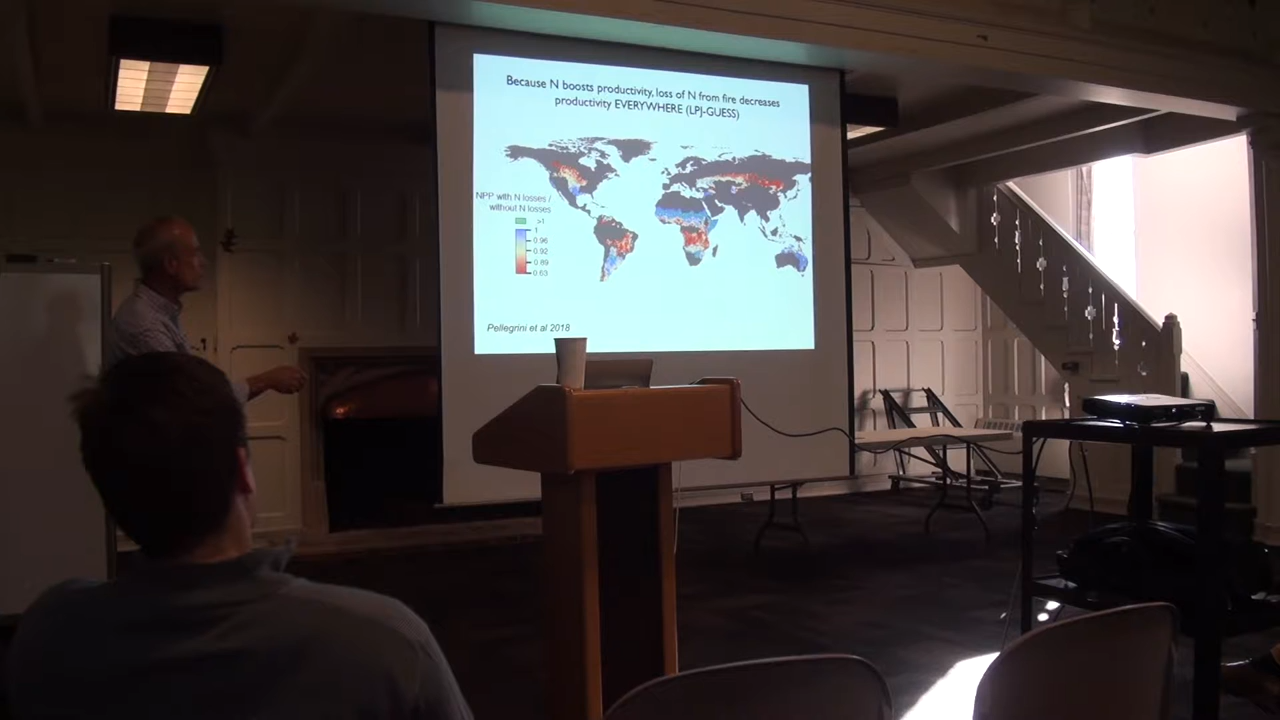 Because N boosts productivity, loss of N from fire decreases
productivity EVERYWHERE (LPJ-GUESS)
NPP with N losses /
without N losses
>1
1
0.96
0.92
0.89
0.63
Pellegrini et al 2018